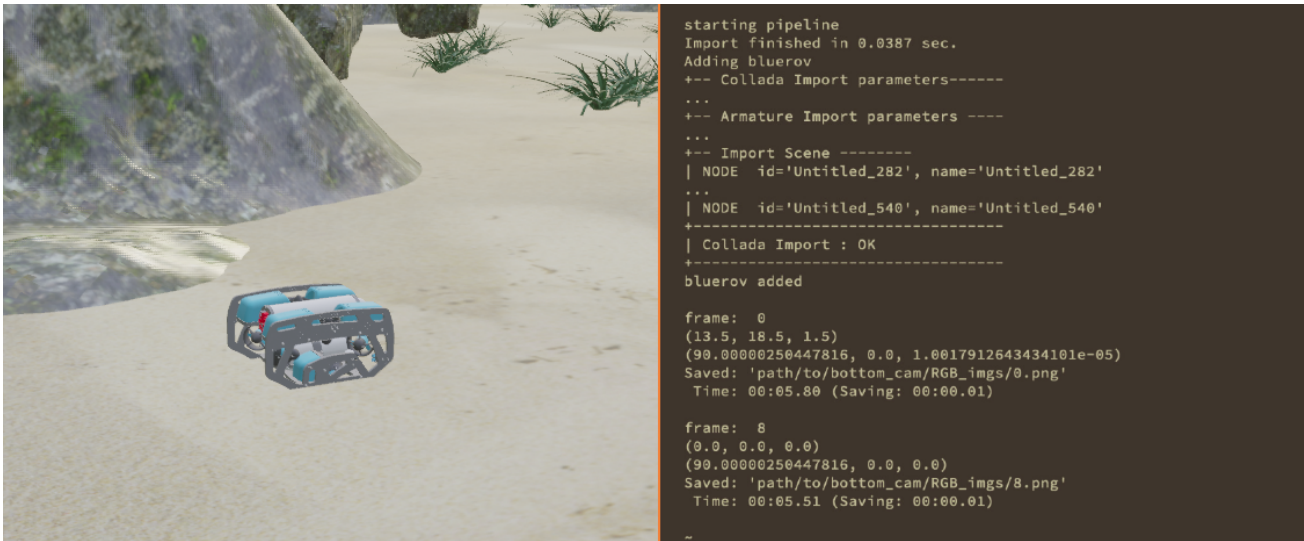 starting pipeline
Import finished in 0.0387 sec.
Adding bluerov
+-- Collada Import parameters------
...
+-- Armature Import parameters ----
...
+-- Import Scene --------
| NODE  id='Untitled_282', name='Untitled_282'
...
| NODE  id='Untitled_540', name='Untitled_540'
+----------------------------------
| Collada Import : OK
+----------------------------------
bluerov added
frame:  0
(13.5, 18.5, 1.5)
(90.00000250447816, 0.0, 1.0017912643434101e-05)
Saved: 'path/to/bottom_cam/RGB_imgs/0.png'
 Time: 00:05.80 (Saving: 00:00.01)
frame:  8
(0.0, 0.0, 0.0)
(90.00000250447816, 0.0, 0.0)
Saved: 'path/to/bottom_cam/RGB_imgs/8.png'
 Time: 00:05.51 (Saving: 00:00.01)
~